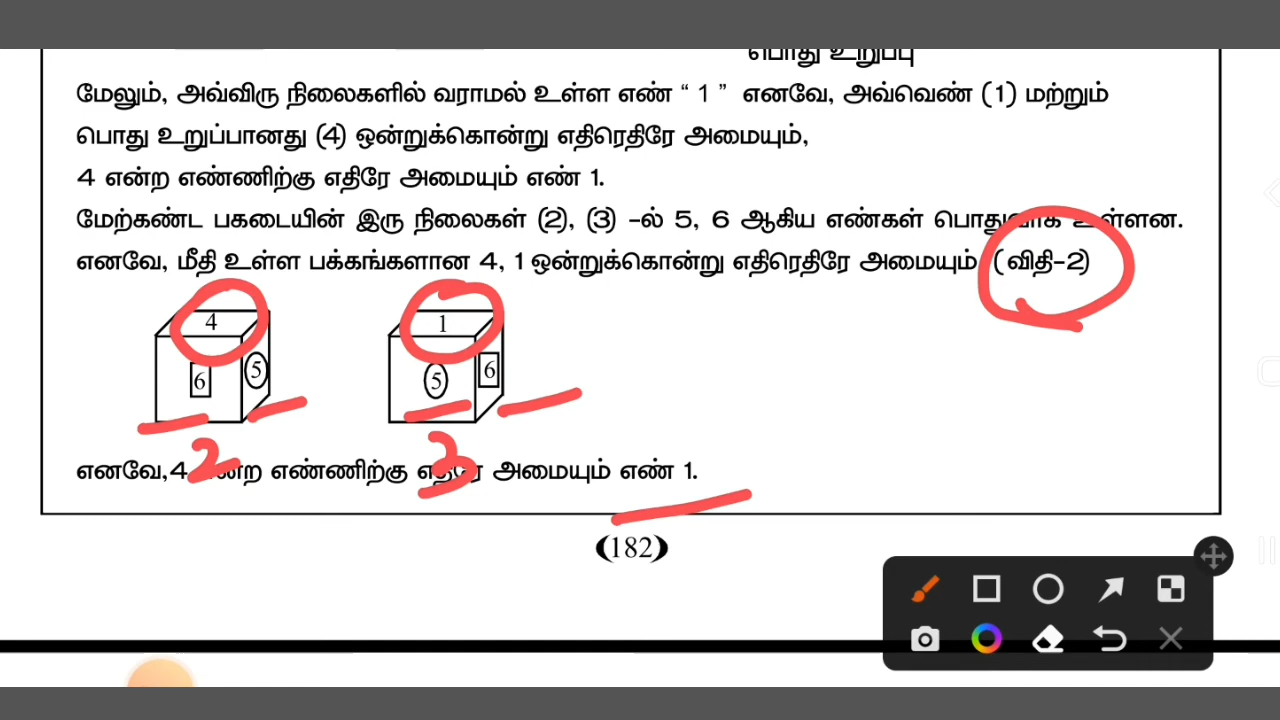 பொது உறுப்பு
மேலும், அவ்விரு நிலைகளில் வராமல் உள்ள எண் “ 1 ” எனவே, அவ்வெண் (1) மற்றும்
பொது உறுப்பானது (4) ஒன்றுக்கொன்று எதிரெதிரே அமையும்,
4 என்ற எண்ணிற்கு எதிரே அமையும் எண் 1.
மேற்கண்ட பகடையின் இரு நிலைகள் (2), (3) -ல் 5, 6 ஆகிய எண்கள் பொதுவாக உள்ளன.
எனவே, மீதி உள்ள பக்கங்களான 4, 1 ஒன்றுக்கொன்று எதிரெதிரே அமையும் (விதி-2)
4 1
6 5 5 6
2 3
எனவே,4 என்ற எண்ணிற்கு எதிரே அமையும் எண் 1.
(182)